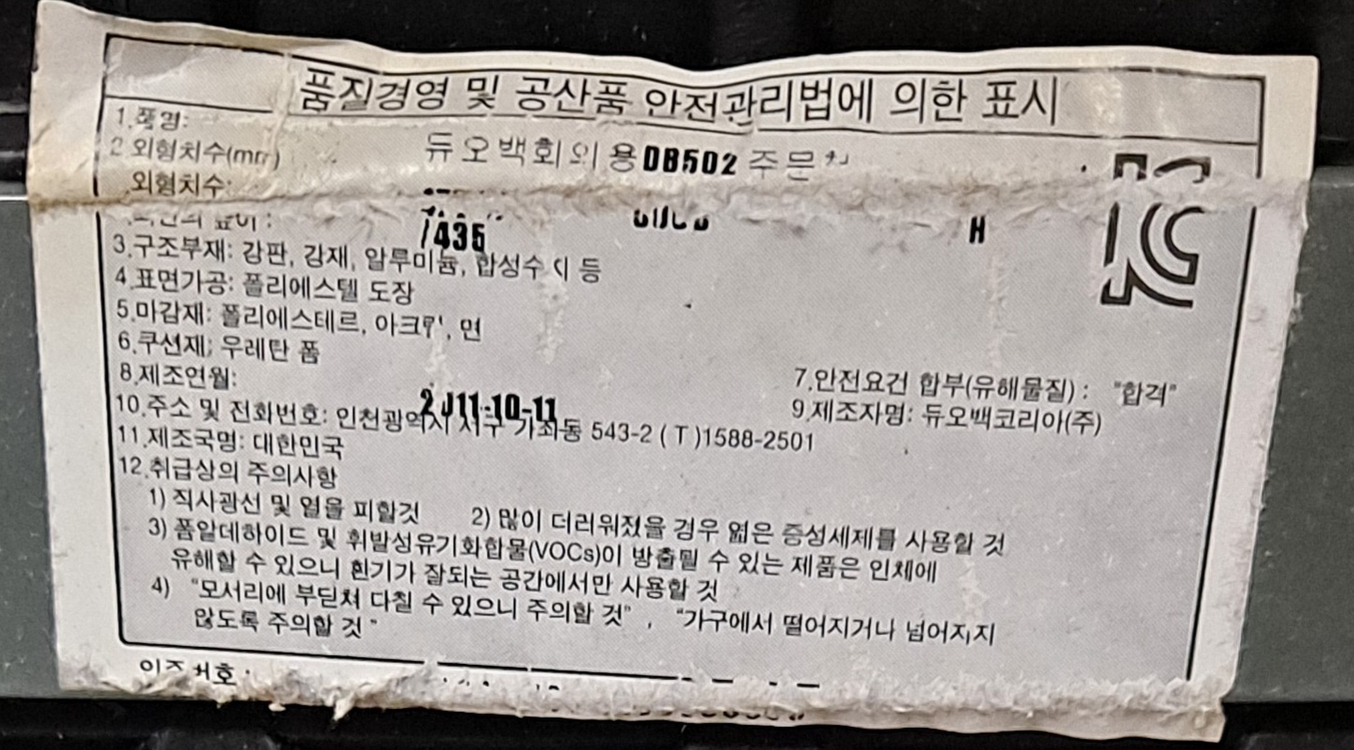 품질경영 및 공산품 안전관리법에 의한 표시
1.품명:
듀오백회의용DB502 주문
2 외형치수(mm)
외형치수:
높이 :
435
H
3.구조부재: 강판, 강재, 알루미늄, 합성수지 등
4.표면가공: 폴리에스텔 도장
5.마감재: 폴리에스테르, 아크릴, 면
6.쿠션재; 우레탄 폼
7.안전요건 합부(유해물질) : "합격"
8.제조연월:
2011-10-11
9.제조자명: 듀오백코리아(주)
10.주소 및 전화번호: 인천광역시 서구 가좌동 543-2 ( T )1588-2501
11.제조국명: 대한민국
12.취급상의 주의사항
1) 직사광선 및 열을 피할것 2) 많이 더러워졌을 경우 엷은 중성세제를 사용할 것
3) 폼알데하이드 및 휘발성유기화합물(VOCs)이 방출될 수 있는 제품은 인체에
유해할 수 있으니 환기가 잘되는 공간에서만 사용할 것
4) "모서리에 부딛쳐 다칠 수 있으니 주의할 것" , "가구에서 떨어지거나 넘어지지
않도록 주의할 것 "
인증번호 :